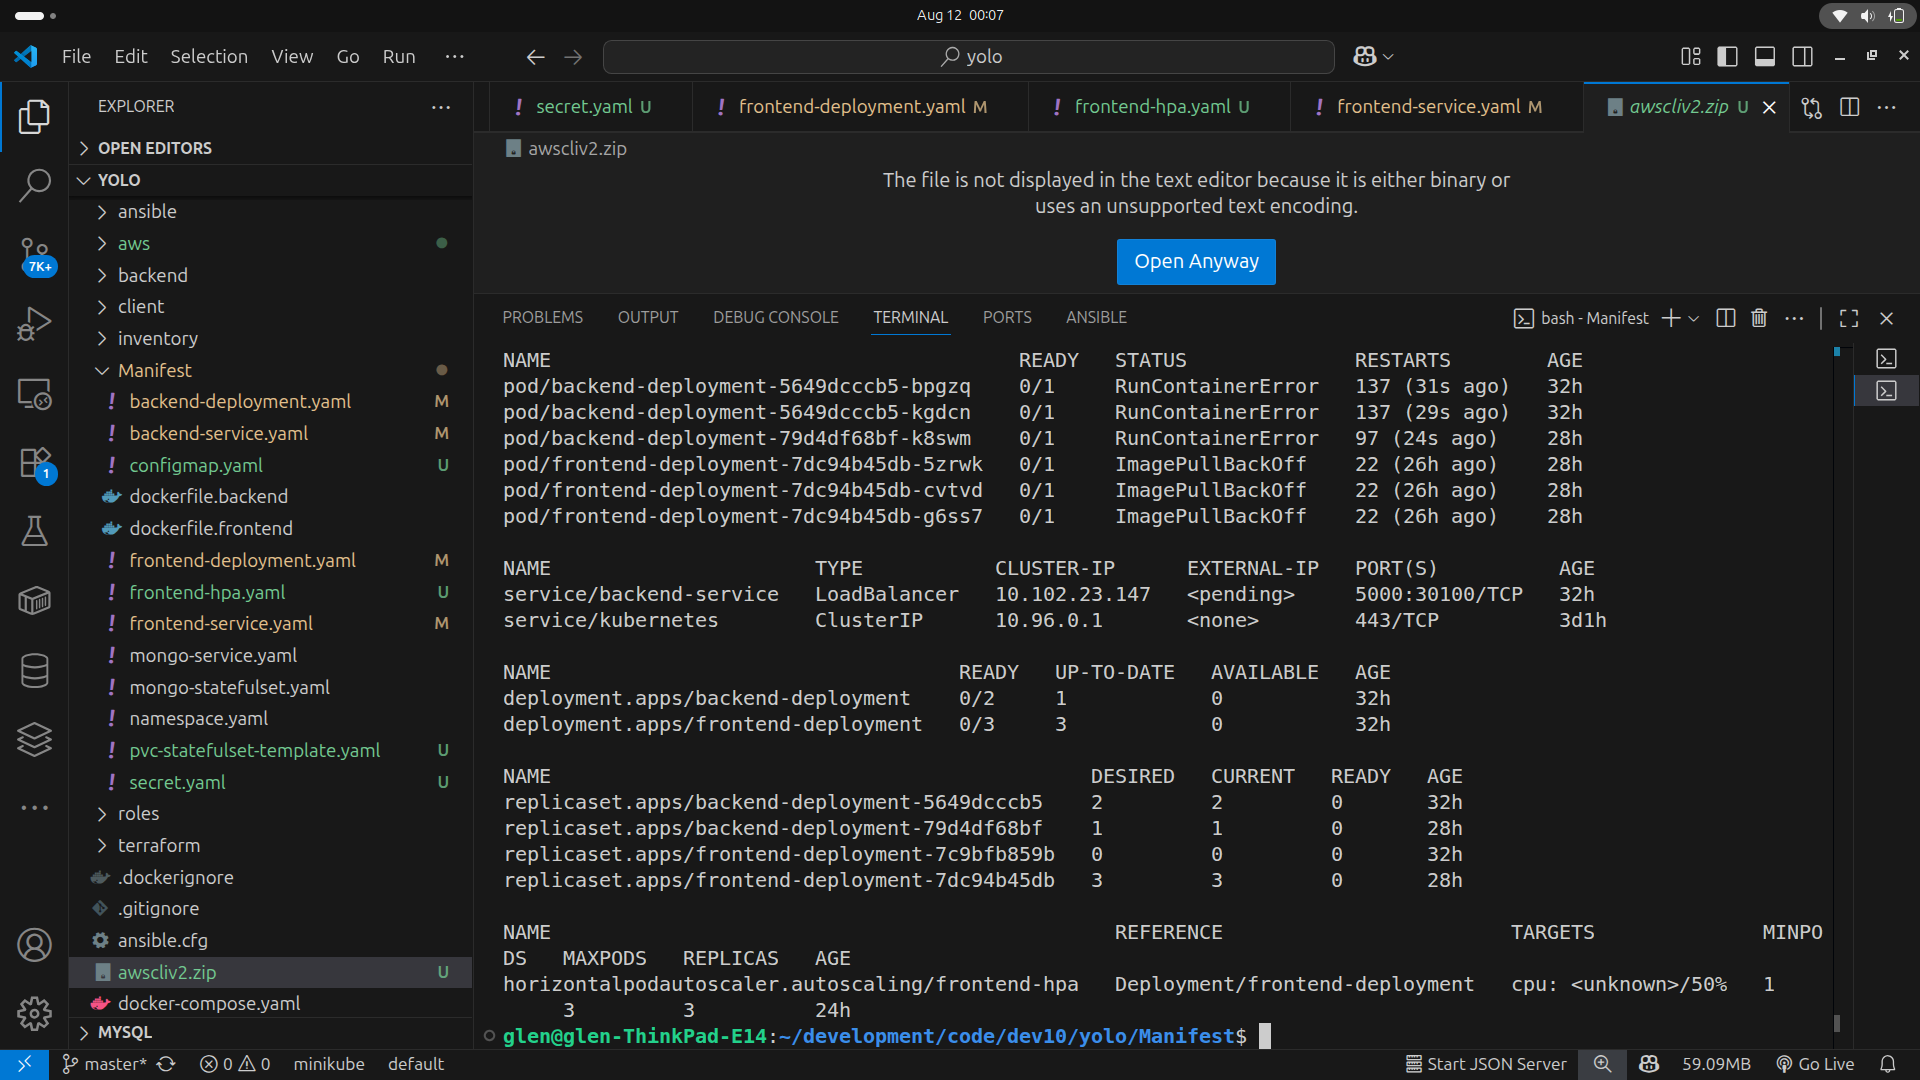 Aug 12 00:07
File Edit Selection View Go Run ···
yolo
EXPLORER ···
OPEN EDITORS
YOLO
ansible
aws
backend
client
inventory
Manifest
! backend-deployment.yaml M
! backend-service.yaml M
! configmap.yaml U
dockerfile.backend
dockerfile.frontend
! frontend-deployment.yaml M
! frontend-hpa.yaml U
! frontend-service.yaml M
! mongo-service.yaml
! mongo-statefulset.yaml
! namespace.yaml
! pvc-statefulset-template.yaml U
! secret.yaml U
roles
terraform
.dockerignore
.gitignore
ansible.cfg
awscliv2.zip U
docker-compose.yaml
MYSQL
7K+
1
! secret.yaml U ! frontend-deployment.yaml M ! frontend-hpa.yaml U ! frontend-service.yaml M awscliv2.zip U
awscliv2.zip
The file is not displayed in the text editor because it is either binary or
uses an unsupported text encoding.
Open Anyway
PROBLEMS OUTPUT DEBUG CONSOLE TERMINAL PORTS ANSIBLE
bash - Manifest
NAME READY STATUS RESTARTS AGE
pod/backend-deployment-5649dcccb5-bpgzq 0/1 RunContainerError 137 (31s ago) 32h
pod/backend-deployment-5649dcccb5-kgdcn 0/1 RunContainerError 137 (29s ago) 32h
pod/backend-deployment-79d4df68bf-k8swm 0/1 RunContainerError 97 (24s ago) 28h
pod/frontend-deployment-7dc94b45db-5zrwk 0/1 ImagePullBackOff 22 (26h ago) 28h
pod/frontend-deployment-7dc94b45db-cvtvd 0/1 ImagePullBackOff 22 (26h ago) 28h
pod/frontend-deployment-7dc94b45db-g6ss7 0/1 ImagePullBackOff 22 (26h ago) 28h
NAME TYPE CLUSTER-IP EXTERNAL-IP PORT(S) AGE
service/backend-service LoadBalancer 10.102.23.147 <pending> 5000:30100/TCP 32h
service/kubernetes ClusterIP 10.96.0.1 <none> 443/TCP 3d1h
NAME READY UP-TO-DATE AVAILABLE AGE
deployment.apps/backend-deployment 0/2 1 0 32h
deployment.apps/frontend-deployment 0/3 3 0 32h
NAME DESIRED CURRENT READY AGE
replicaset.apps/backend-deployment-5649dcccb5 2 2 0 32h
replicaset.apps/backend-deployment-79d4df68bf 1 1 0 28h
replicaset.apps/frontend-deployment-7c9bfb859b 0 0 0 32h
replicaset.apps/frontend-deployment-7dc94b45db 3 3 0 28h
NAME REFERENCE TARGETS MINPO
DS MAXPODS REPLICAS AGE
horizontalpodautoscaler.autoscaling/frontend-hpa Deployment/frontend-deployment cpu: <unknown>/50% 1
3 3 24h
glen@glen-ThinkPad-E14:~/development/code/dev10/yolo/Manifest$
master* 0 0 minikube default Start JSON Server 59.09MB Go Live